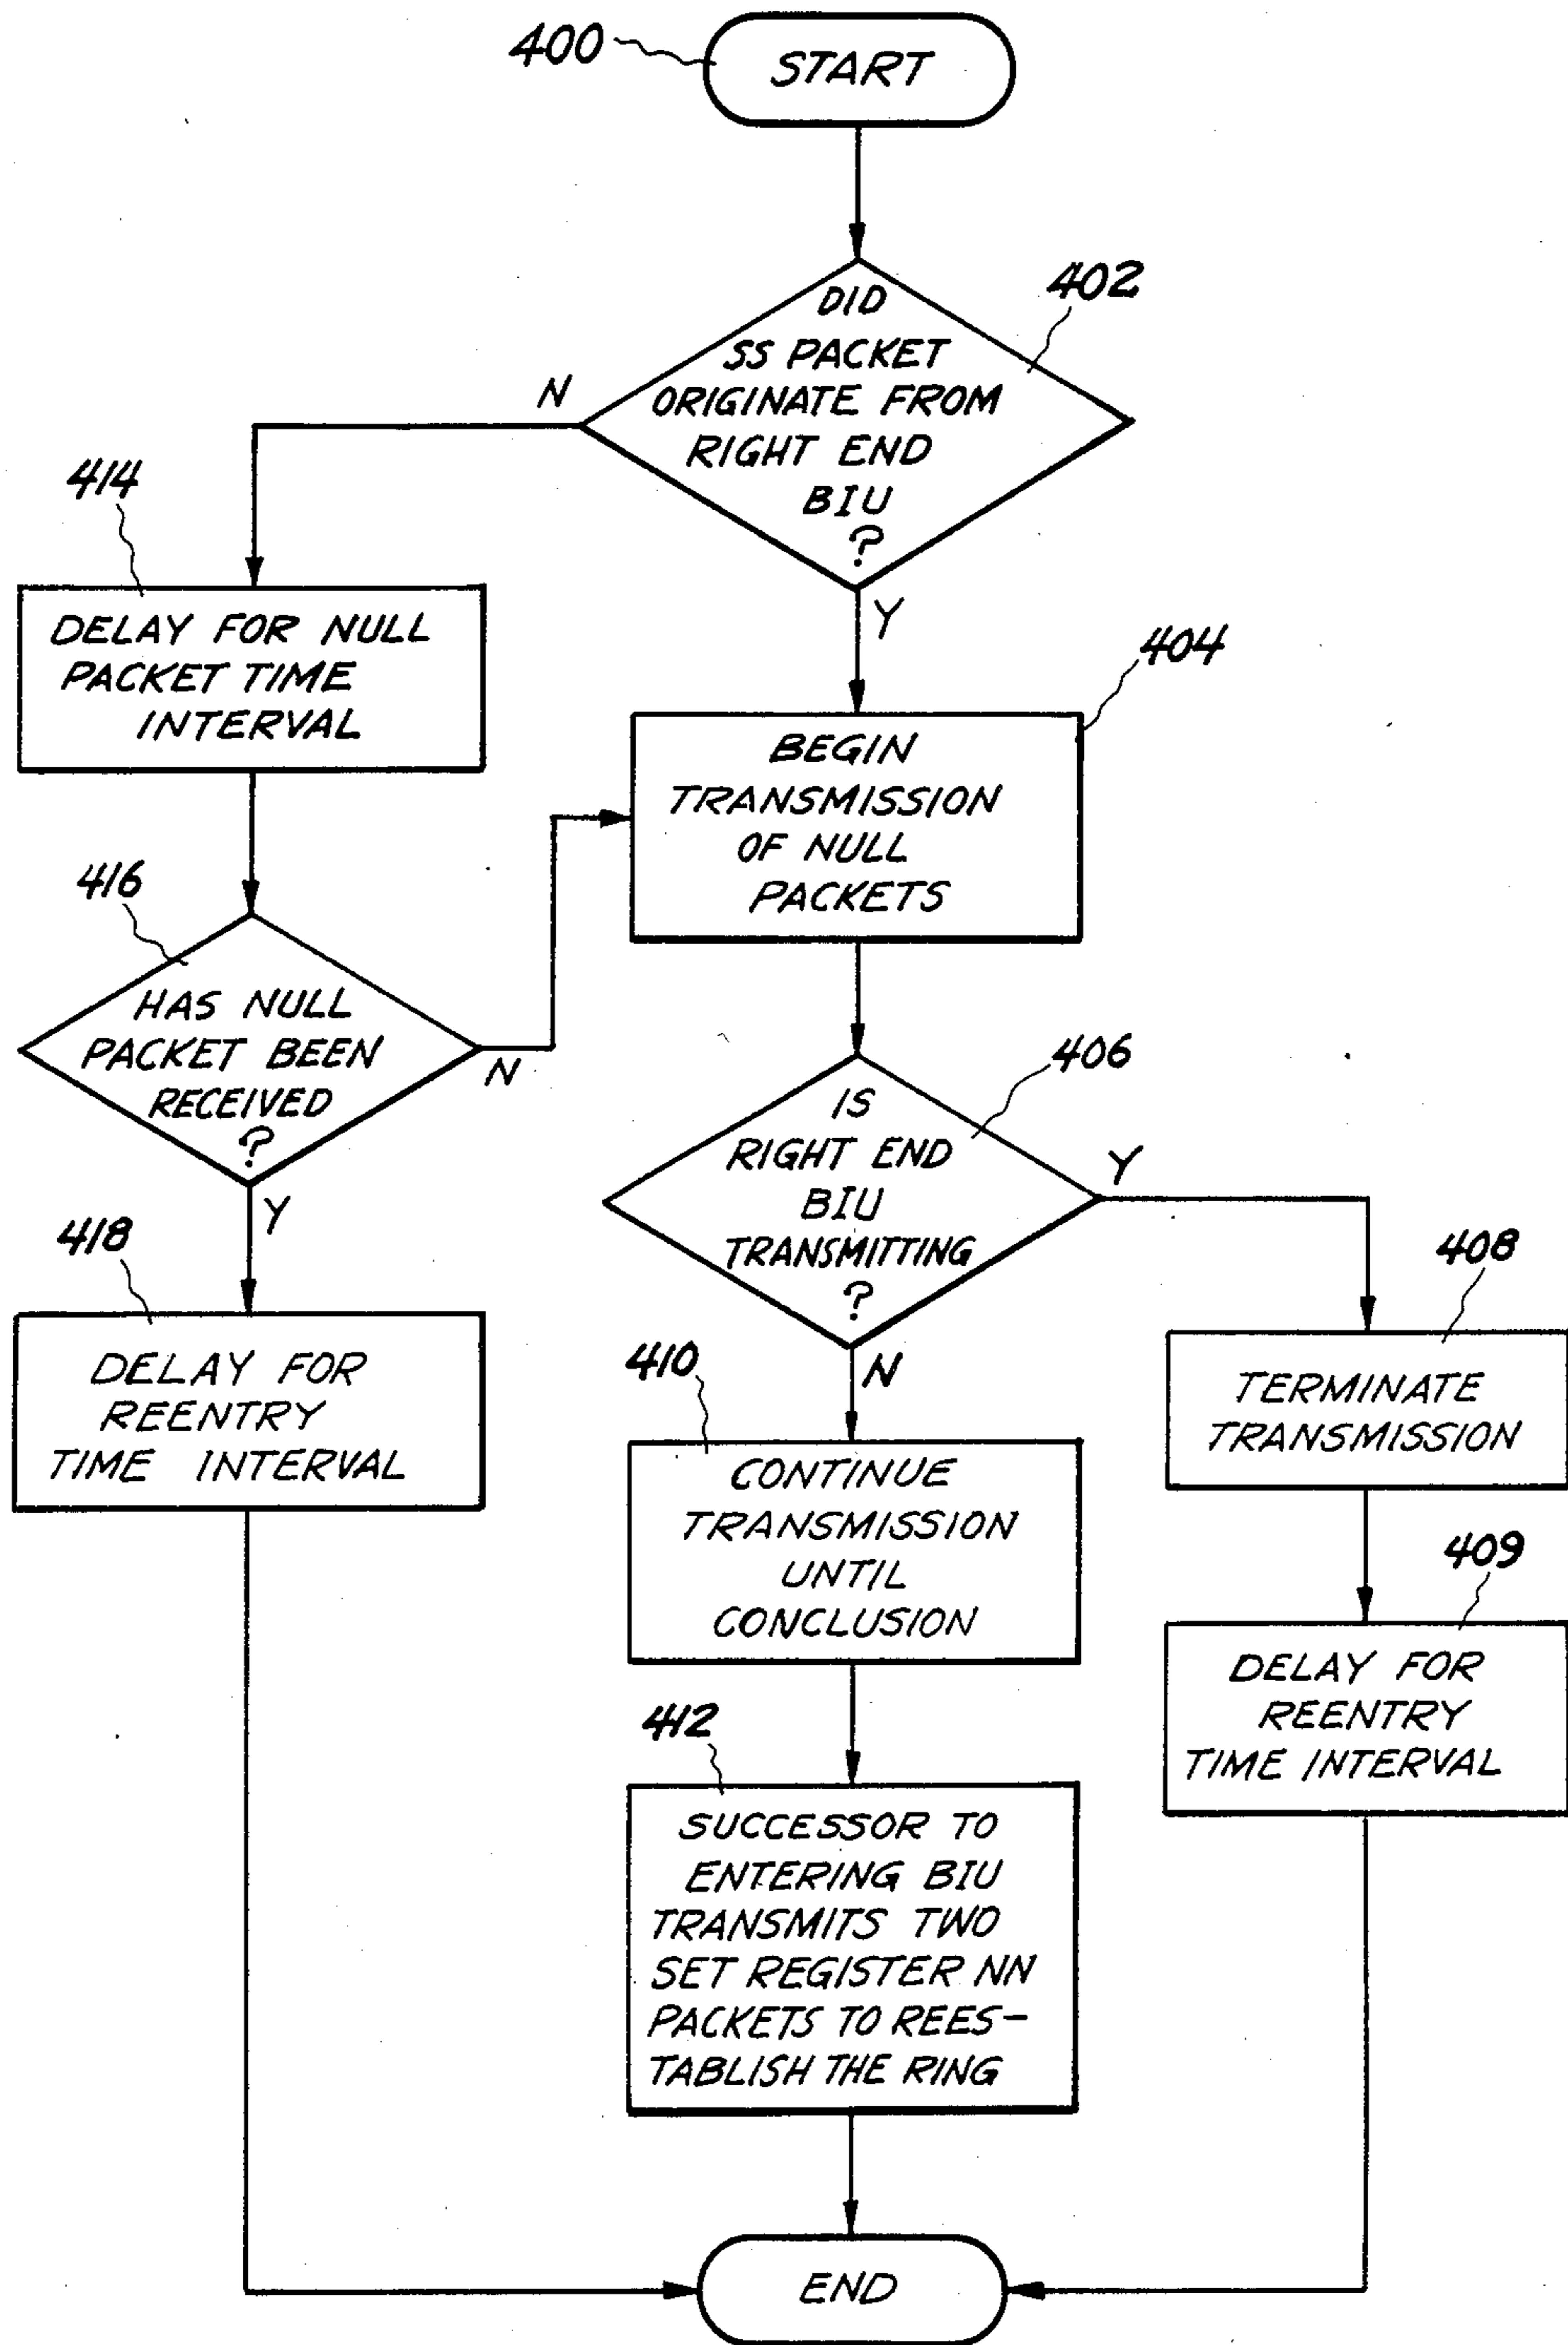 400
START
402
DID
SS PACKET
ORIGINATE FROM
RIGHT END
BIU
?
N
Y
414
DELAY FOR NULL
PACKET TIME
INTERVAL
404
BEGIN
TRANSMISSION
OF NULL
PACKETS
416
HAS NULL
PACKET BEEN
RECEIVED
?
N
Y
406
IS
RIGHT END
BIU
TRANSMITTING
?
Y
N
418
DELAY FOR
REENTRY
TIME INTERVAL
408
TERMINATE
TRANSMISSION
410
CONTINUE
TRANSMISSION
UNTIL
CONCLUSION
409
DELAY FOR
REENTRY
TIME INTERVAL
412
SUCCESSOR TO
ENTERING BIU
TRANSMITS TWO
SET REGISTER NN
PACKETS TO REES-
TABLISH THE RING
END